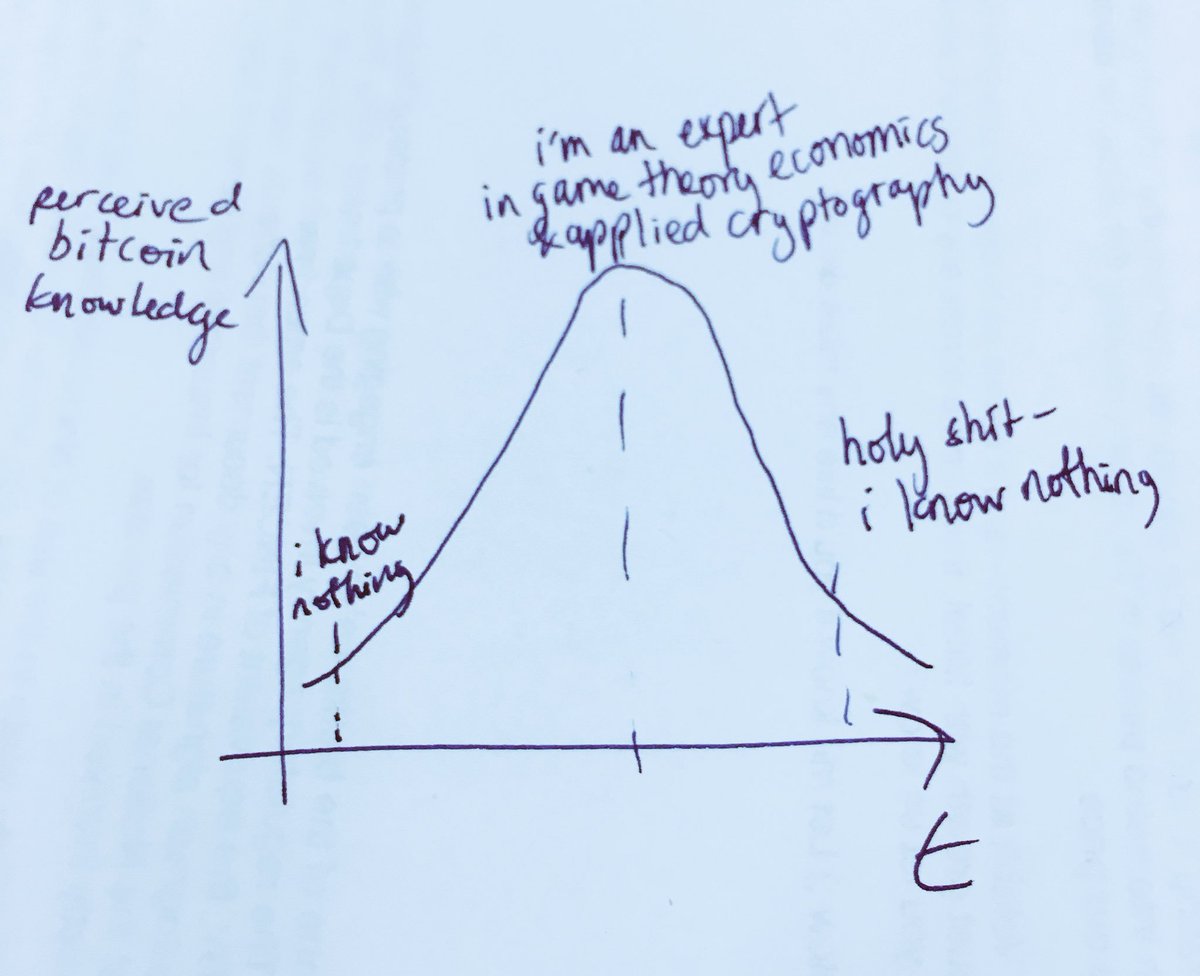 i'm an expert
in game theory economics
& applied cryptography
perceived
bitcoin
knowledge
holy shit -
i know nothing
i know
nothing
t